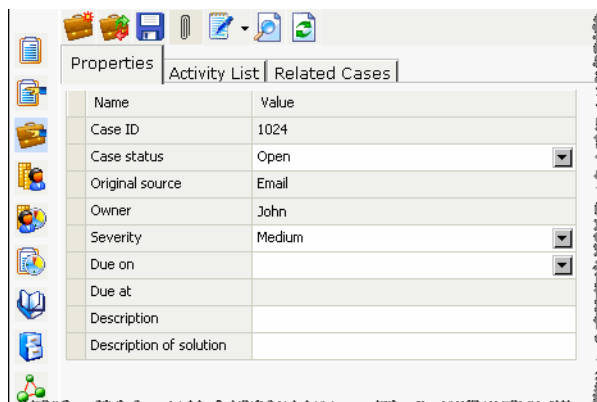 Properties Activity List Related Cases
Name Value
Case ID 1024
Case status Open
Original source Email
Owner John
Severity Medium
Due on
Due at
Description
Description of solution